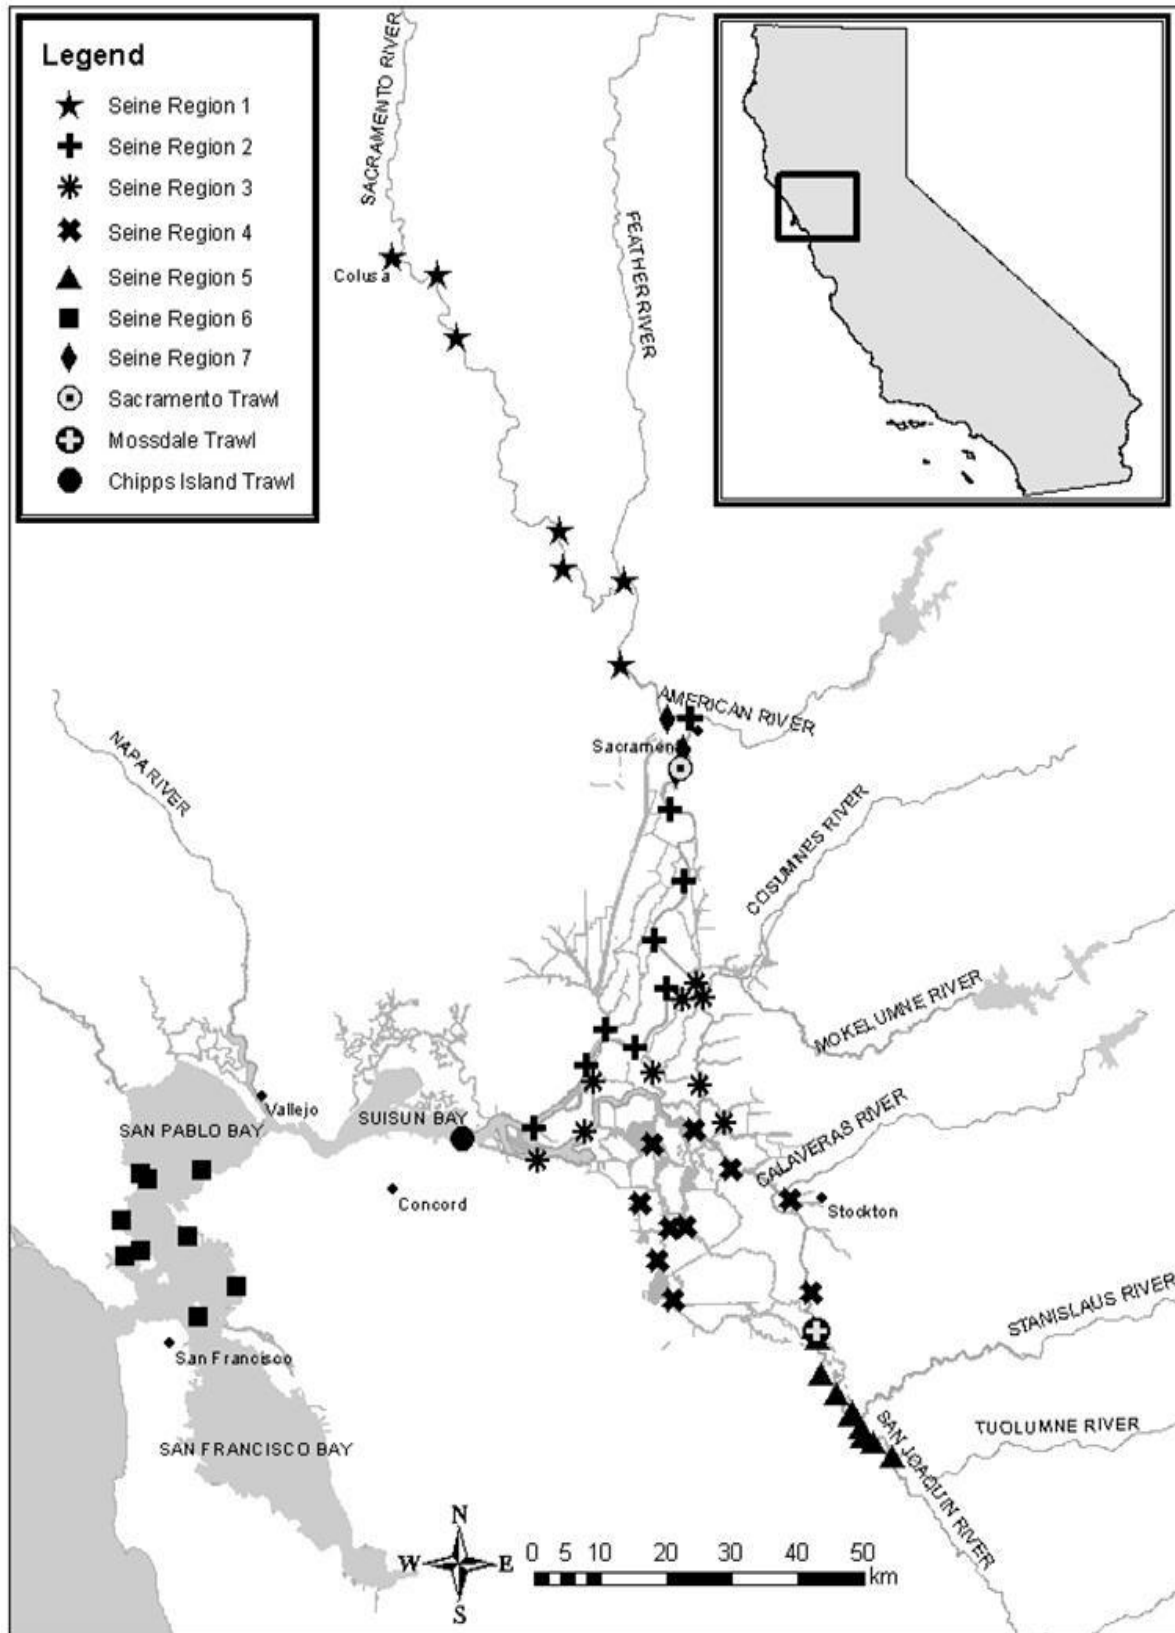 Legend
Seine Region 1
Seine Region 2
Seine Region 3
Seine Region 4
Seine Region 5
Seine Region 6
Seine Region 7
Sacramento Trawl
Mossdale Trawl
Chipps Island Trawl
SACRAMENTO RIVER
FEATHER RIVER
Colusa
AMERICAN RIVER
Sacramen
NAPA RIVER
COSUMNES RIVER
MOKELUMNE RIVER
Vallejo
SUISUN BAY
SAN PABLO BAY
CALAVERAS RIVER
Concord
Stockton
STANISLAUS RIVER
San Francisco
SAN JOAQUIN RIVER
TUOLUMNE RIVER
SAN FRANCISCO BAY
N
W E
S
0 5 10 20 30 40 50
km